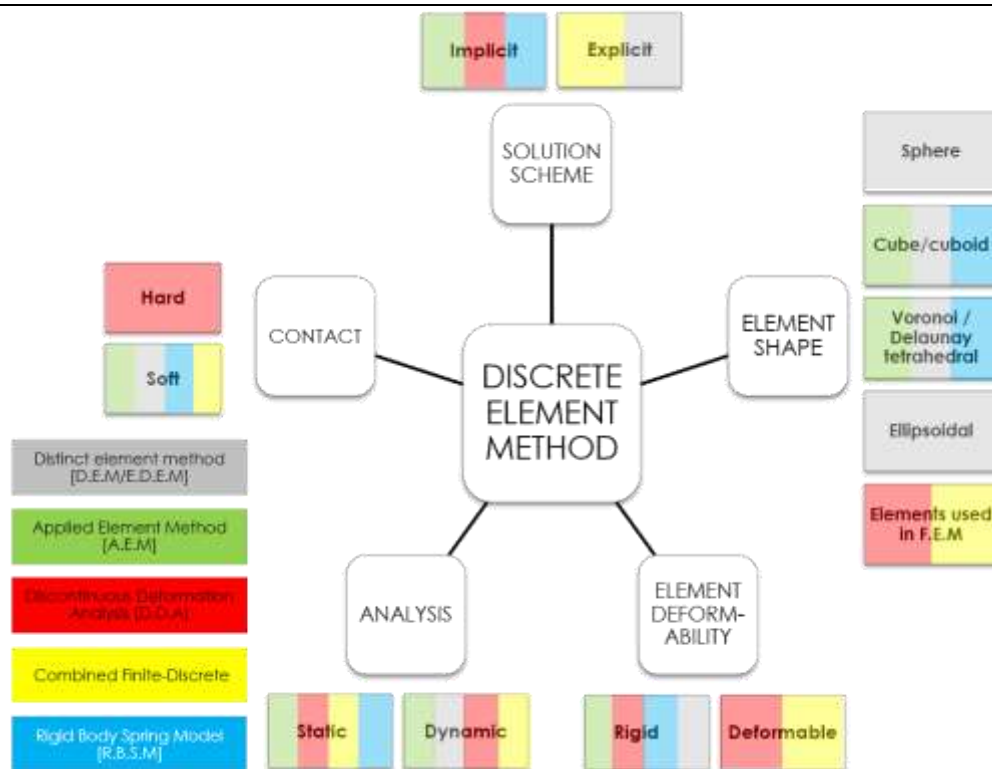 Implicit
Explicit
SOLUTION
SCHEME
Sphere
Cube/cuboid
Voronoi /
Delaunay
tetrahedral
Ellipsoidal
Elements used
in F.E.M
ELEMENT
SHAPE
Hard
Soft
CONTACT
DISCRETE
ELEMENT
METHOD
Distinct element method
[D.E.M/E.D.E.M]
Applied Element Method
[A.E.M]
Discontinuous Deformation
Analysis (D.D.A)
Combined Finite-Discrete
Rigid Body Spring Model
[R.B.S.M]
ANALYSIS
ELEMENT
DEFORM-
ABILITY
Static
Dynamic
Rigid
Deformable